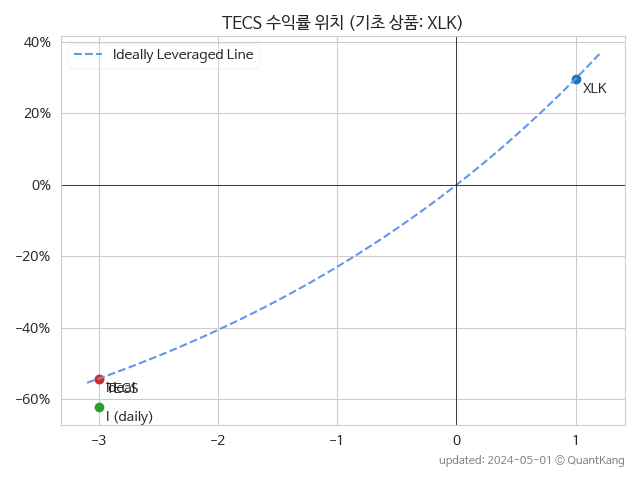 TECS 수익률 위치 (기초 상품: XLK)
40%
Ideally Leveraged Line
XLK
20%
0%
−20%
−40%
TECS
−60%
I (daily)
−3
−2
−1
0
1
updated: 2024-05-01 © QuantKang